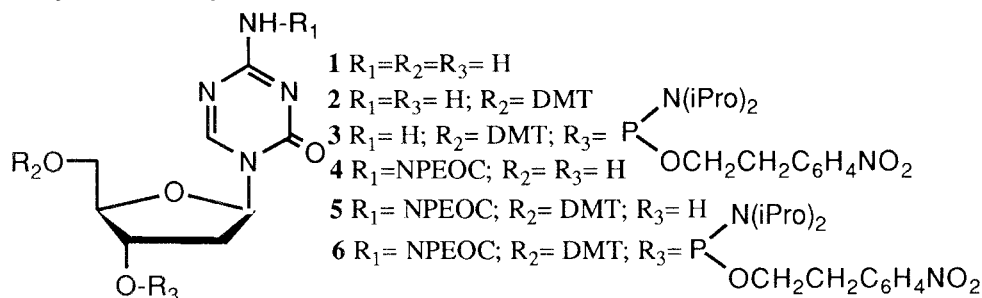 NH-R₁
N
N
N
O
R₂O
O
O-R₃
1 R₁=R₂=R₃= H
2 R₁=R₃= H; R₂= DMT
3 R₁= H; R₂= DMT; R₃= P
N(iPro)₂
OCH₂CH₂C₆H₄NO₂
4 R₁=NPEOC; R₂= R₃= H
5 R₁= NPEOC; R₂= DMT; R₃= H
6 R₁= NPEOC; R₂= DMT; R₃= P
N(iPro)₂
OCH₂CH₂C₆H₄NO₂